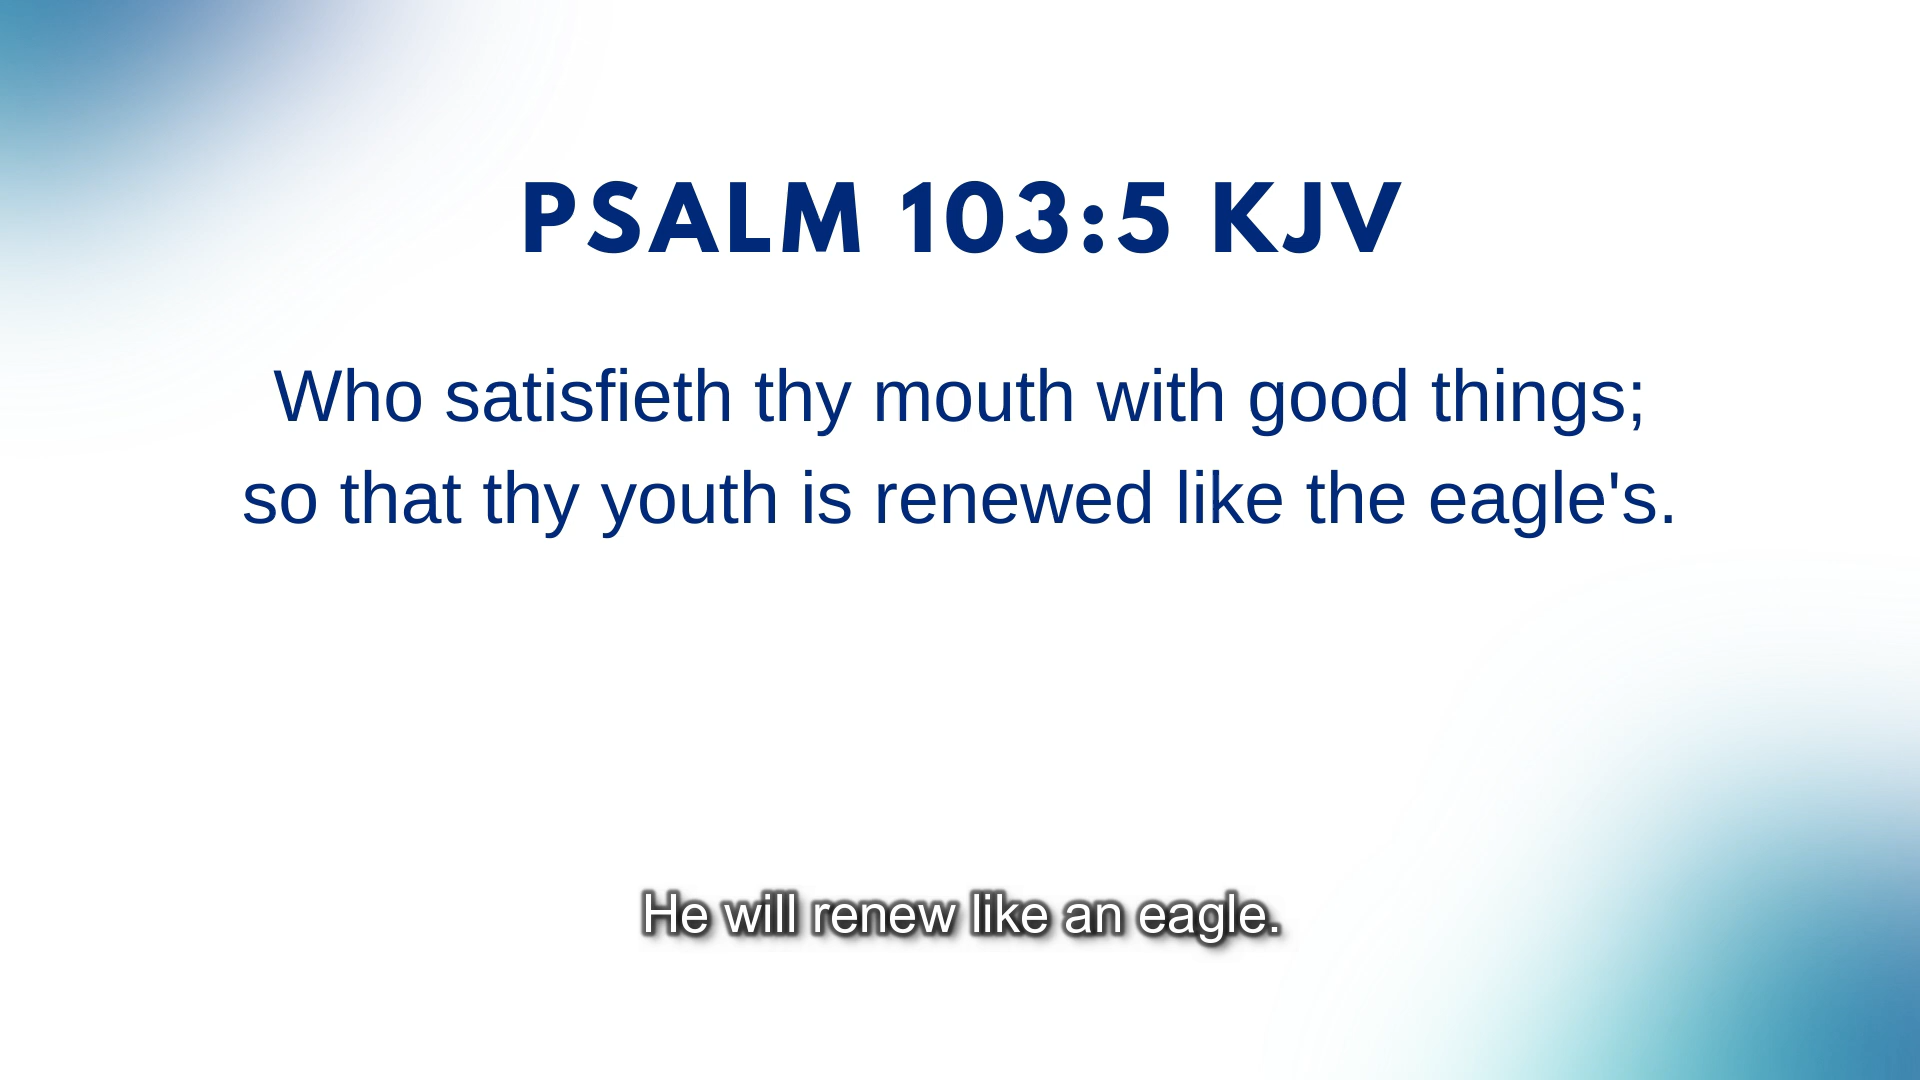 PSALM 103:5 KJV
Who satisfieth thy mouth with good things;
so that thy youth is renewed like the eagle's.
He will renew like an eagle.